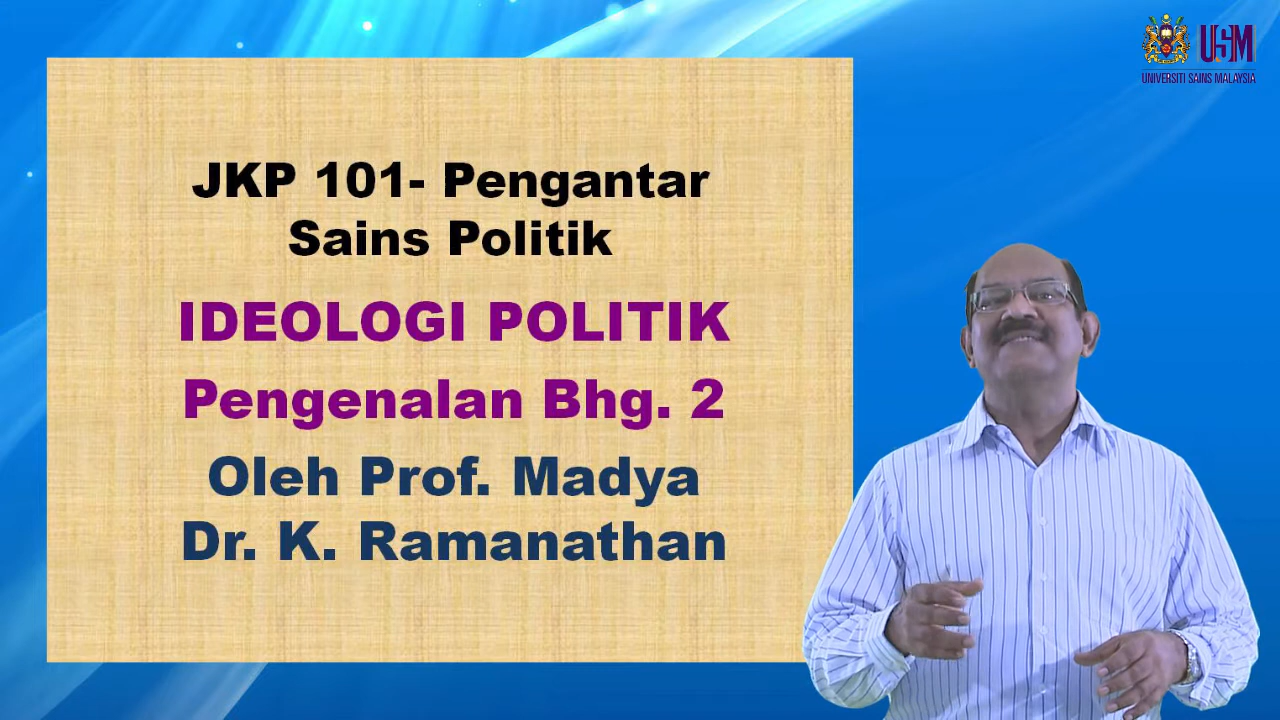 USM
UNIVERSITI SAINS MALAYSIA
JKP 101- Pengantar
Sains Politik
IDEOLOGI POLITIK
Pengenalan Bhg. 2
Oleh Prof. Madya
Dr. K. Ramanathan